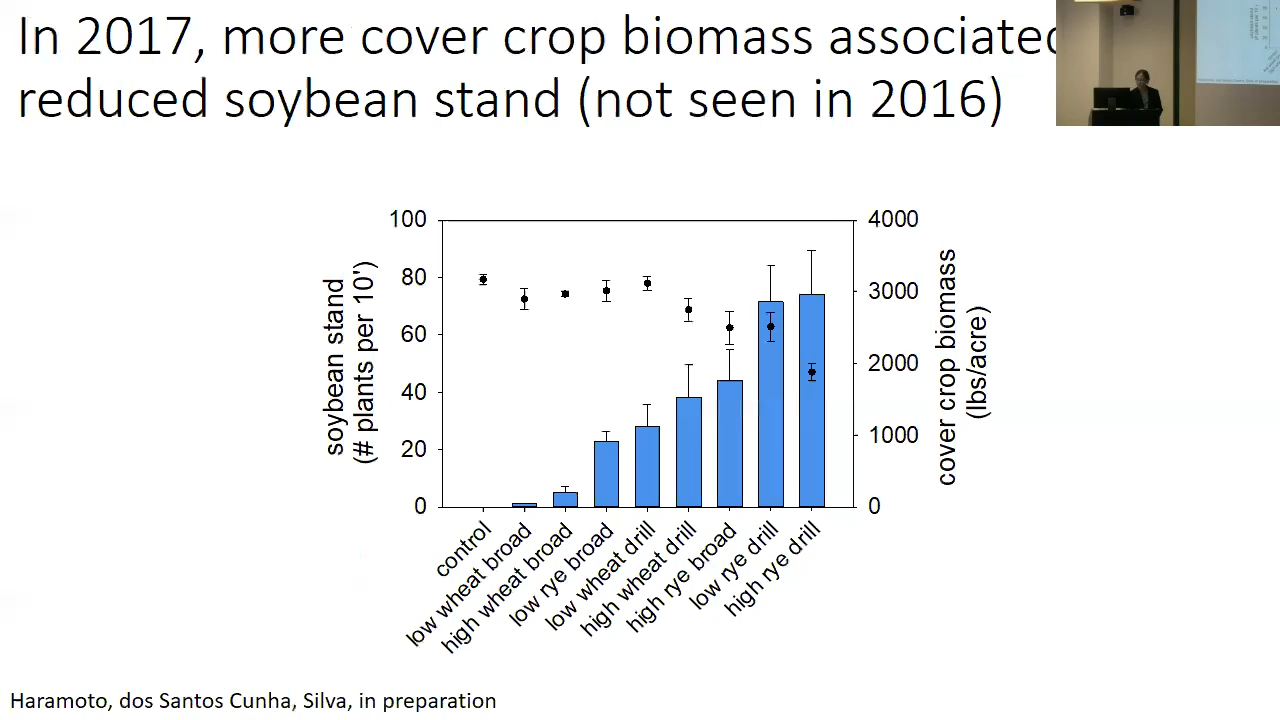 In 2017, more cover crop biomass associated
reduced soybean stand (not seen in 2016)
100
80
60
40
20
0
soybean stand
(# plants per 10')
4000
3000
2000
1000
0
cover crop biomass
(lbs/acre)
control
low wheat broad
high wheat broad
low rye broad
low wheat drill
high wheat drill
high rye broad
low rye drill
high rye drill
Haramoto, dos Santos Cunha, Silva, in preparation